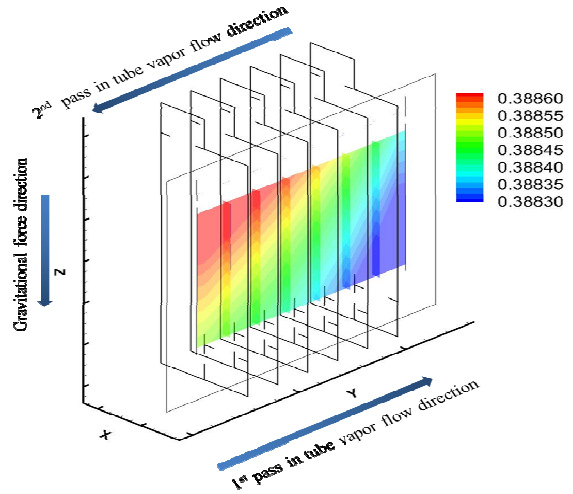 2nd pass in tube vapor flow direction
0.38860
0.38855
0.38850
0.38845
0.38840
0.38835
0.38830
Gravitational force direction
Z
X
Y
1st pass in tube vapor flow direction